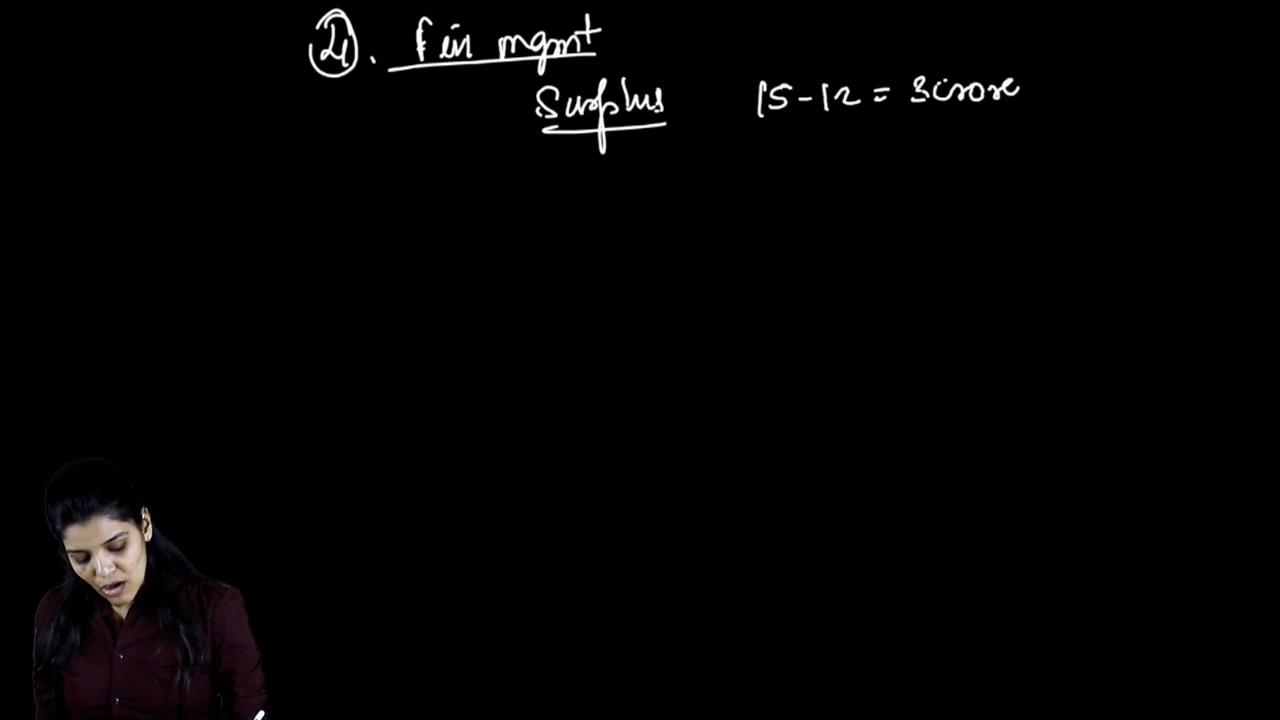 2). Fin mgmt
Surplus 15-12 = 3crore